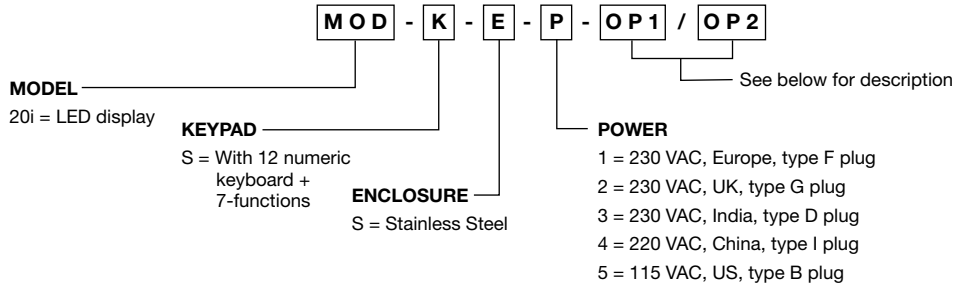 MOD - K - E - P - OP1 / OP2
See below for description
MODEL
20i = LED display
KEYPAD
S = With 12 numeric
keyboard +
7-functions
ENCLOSURE
S = Stainless Steel
POWER
1 = 230 VAC, Europe, type F plug
2 = 230 VAC, UK, type G plug
3 = 230 VAC, India, type D plug
4 = 220 VAC, China, type I plug
5 = 115 VAC, US, type B plug